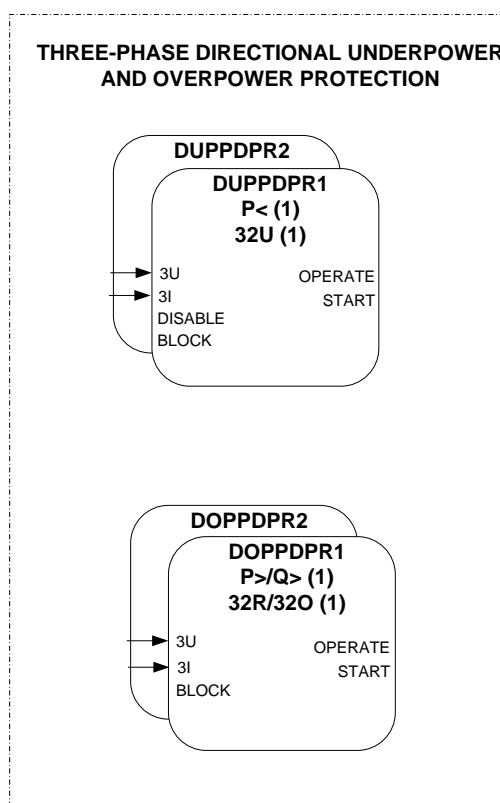 THREE-PHASE DIRECTIONAL UNDERPOWER
AND OVERPOWER PROTECTION
DUPPDPR2
DUPPDPR1
P< (1)
32U (1)
3U
OPERATE
3I
START
DISABLE
BLOCK
DOPPDPR2
DOPPDPR1
P>/Q> (1)
32R/32O (1)
3U
OPERATE
3I
START
BLOCK